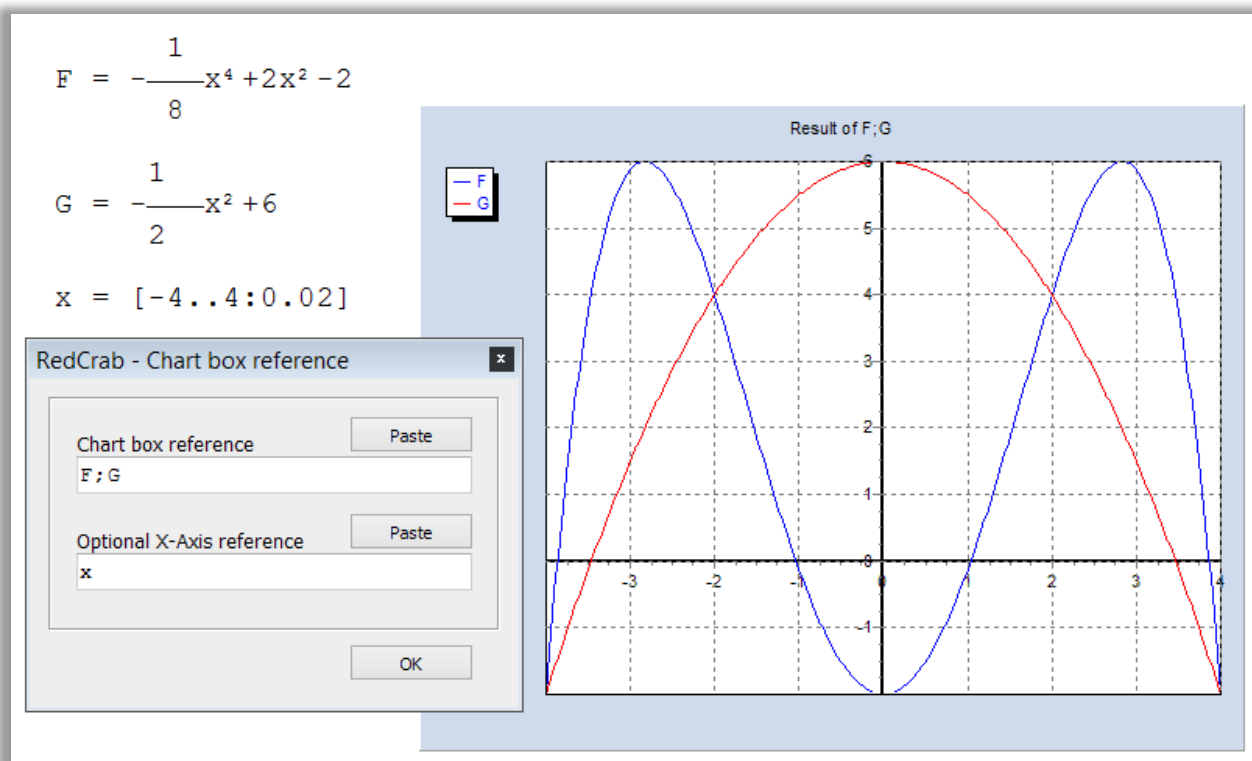 1
F = -——x⁴+2x²-2
8
1
G = -——x²+6
2
x = [-4..4:0.02]
RedCrab - Chart box reference
x
Chart box reference
Paste
F;G
Optional X-Axis reference
Paste
x
OK
Result of F;G
F
G
6
5
4
3
2
1
0
-3 -2 -1 0 1 2 3 4
-1